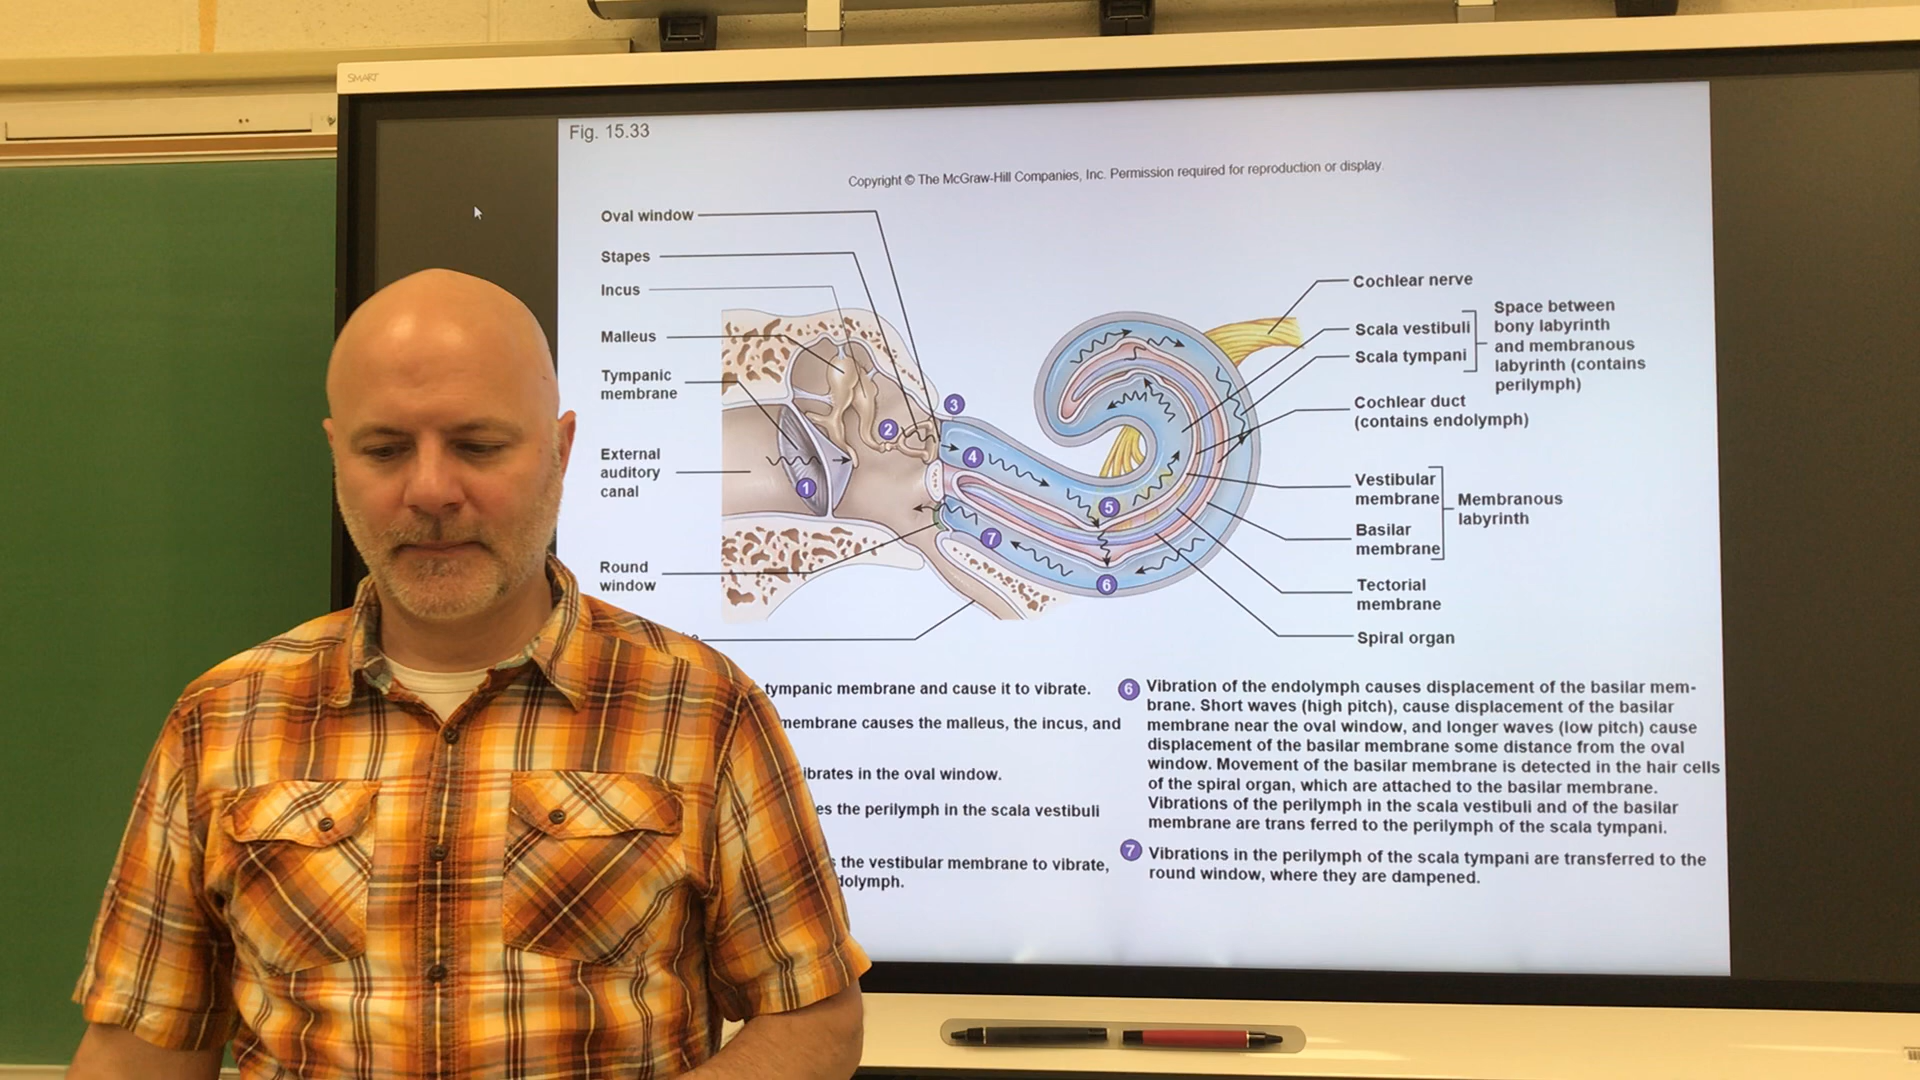 SMART
Fig. 15.33
Copyright © The McGraw-Hill Companies, Inc. Permission required for reproduction or display.
Oval window
Stapes
Incus
Malleus
Tympanic
membrane
External
auditory
canal
Round
window
3
2
4
1
5
7
6
Cochlear nerve
Scala vestibuli
Scala tympani
Space between
bony labyrinth
and membranous
labyrinth (contains
perilymph)
Cochlear duct
(contains endolymph)
Vestibular
membrane
Basilar
membrane
Membranous
labyrinth
Tectorial
membrane
Spiral organ
tympanic membrane and cause it to vibrate.
membrane causes the malleus, the incus, and
in the oval window.
the perilymph in the scala vestibuli
the vestibular membrane to vibrate,
6 Vibration of the endolymph causes displacement of the basilar mem-
brane. Short waves (high pitch), cause displacement of the basilar
membrane near the oval window, and longer waves (low pitch) cause
displacement of the basilar membrane some distance from the oval
window. Movement of the basilar membrane is detected in the hair cells
of the spiral organ, which are attached to the basilar membrane.
Vibrations of the perilymph in the scala vestibuli and of the basilar
membrane are trans ferred to the perilymph of the scala tympani.
7 Vibrations in the perilymph of the scala tympani are transferred to the
round window, where they are dampened.